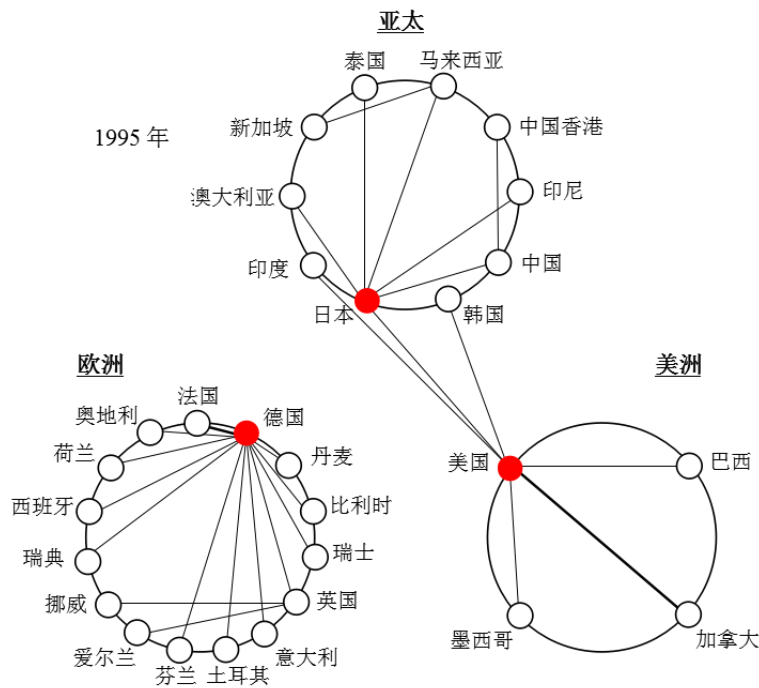 亚太
泰国
马来西亚
1995 年
新加坡
中国香港
澳大利亚
印尼
印度
中国
日本
韩国
欧洲
美洲
法国
奥地利
德国
荷兰
丹麦
美国
巴西
西班牙
比利时
瑞典
瑞士
挪威
英国
墨西哥
加拿大
爱尔兰
意大利
芬兰
土耳其